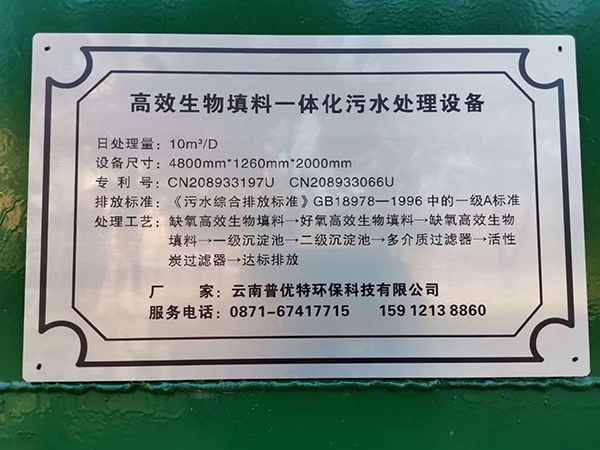 高效生物填料一体化污水处理设备
日处理量：10m³/D
设备尺寸：4800mm*1260mm*2000mm
专 利 号：CN208933197U CN208933066U
排放标准：《污水综合排放标准》GB18978—1996 中的一级A标准
处理工艺：缺氧高效生物填料→好氧高效生物填料→缺氧高效生物
填料→一级沉淀池→二级沉淀池→多介质过滤器→活性
炭过滤器→达标排放
厂 家：云南普优特环保科技有限公司
服务电话：0871-67417715 159 1213 8860